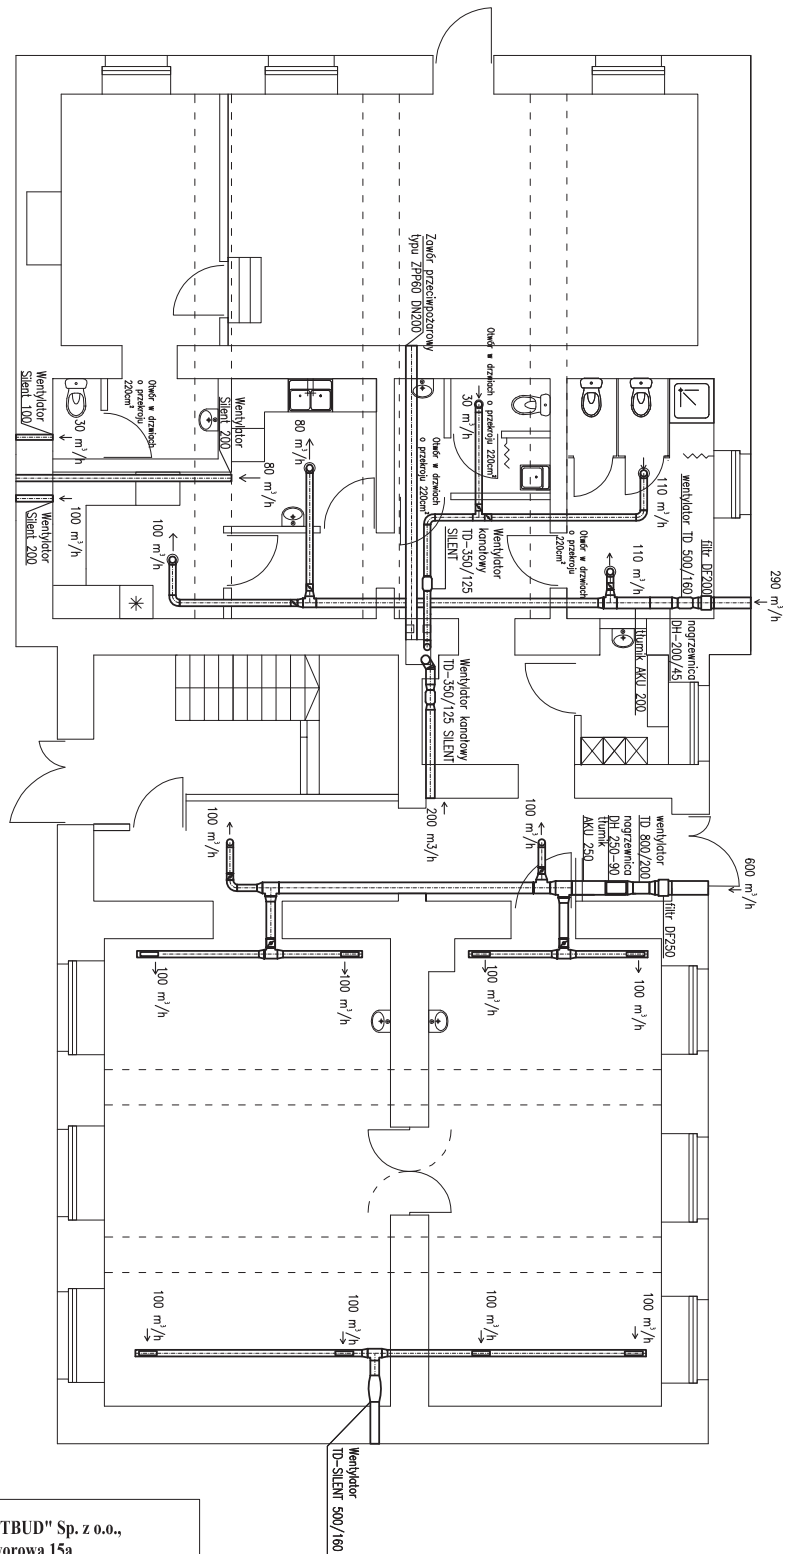 Zawór przeciwpożarowy
typu ZPP60 DN200
Otwór w drzwiach o przekroju 220cm²
30 m³/h
Otwór w drzwiach
o przekroju 220cm²
Wentylator
kanałowy
TD-350/125
SILENT
Otwór w drzwiach
o przekroju
220cm²
110 m³/h
110 m³/h
wentylator TD 500/160
filtr DF200
290 m³/h
nagrzewnica
DH-200/45
tłumik AKU 200
Wentylator
Silent 100
30 m³/h
Otwór w drzwiach
o przekroju
220cm²
Wentylator
Silent 200
80 m³/h
80 m³/h
100 m³/h
Wentylator
Silent 200
100 m³/h
Wentylator kanałowy
TD-350/125 SILENT
200 m3/h
100 m³/h
100 m³/h
wentylator
TD 800/200
nagrzewnica
DH 250-90
tłumik
AKU 250
600 m³/h
filtr DF250
100 m³/h
100 m³/h
100 m³/h
100 m³/h
100 m³/h
100 m³/h
100 m³/h
100 m³/h
Wentylator
TD-SILENT 500/160
TBUD" Sp. z o.o.,
worowa 15a